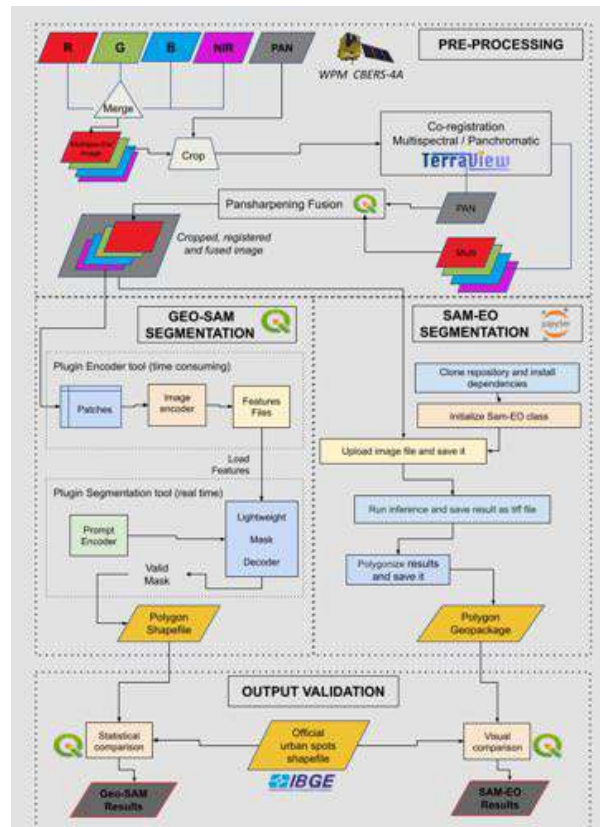 PRE-PROCESSING
R
G
B
NIR
PAN
WPM CBERS-4A
Merge
Multispectral
Image
Crop
Co-registration
Multispectral / Panchromatic
TerraView
Pansharpening Fusion
PAN
Cropped, registered
and fused image
Multi
GEO-SAM
SEGMENTATION
Plugin Encoder tool (time consuming)
Patches
Image
encoder
Features
Files
Load
Features
Plugin Segmentation tool (real time)
Prompt
Encoder
Lightweight
Mask
Decoder
Valid
Mask
Polygon
Shapefile
SAM-EO
SEGMENTATION
jupyter
Clone repository and install
dependencies
Initialize Sam-EO class
Upload image file and save it
Run inference and save result as tiff file
Polygonize results
and save it
Polygon
Geopackage
OUTPUT VALIDATION
Statistical
comparison
Official
urban spots
shapefile
IBGE
Visual
comparison
Geo-SAM
Results
SAM-EO
Results